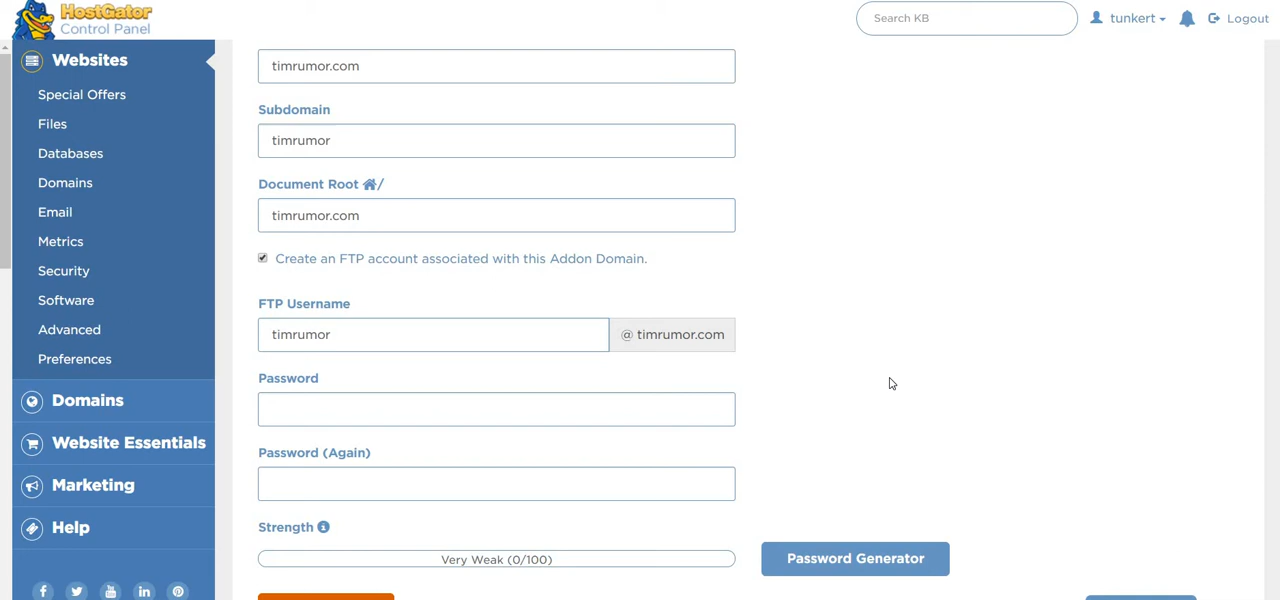 HostGator
Control Panel
Search KB
tunkert
Logout
Websites
Special Offers
Files
Databases
Domains
Email
Metrics
Security
Software
Advanced
Preferences
Domains
Website Essentials
Marketing
Help
timrumor.com
Subdomain
timrumor
Document Root /
timrumor.com
Create an FTP account associated with this Addon Domain.
FTP Username
timrumor @ timrumor.com
Password
Password (Again)
Strength
Very Weak (0/100)
Password Generator